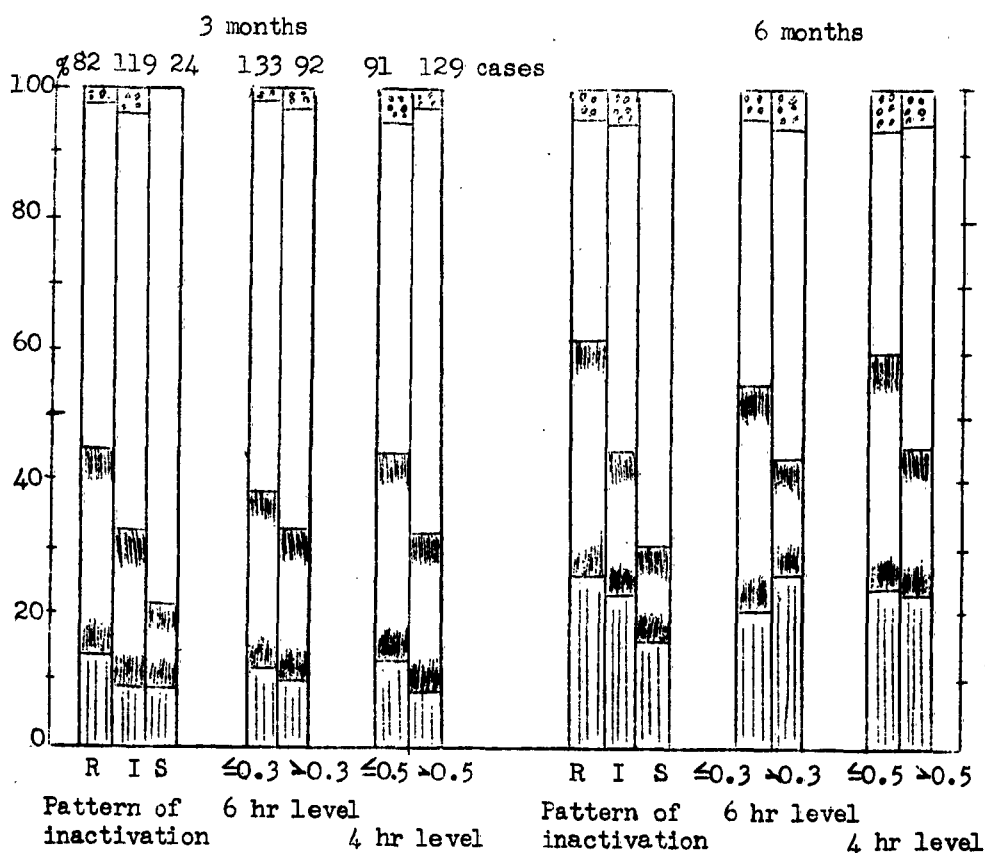 3 months
6 months
% 82 119 24 133 92 91 129 cases
100
80
60
40
20
0
R I S ≤0.3 >0.3 ≤0.5 >0.5
R I S ≤0.3 >0.3 ≤0.5 >0.5
Pattern of inactivation
6 hr level
4 hr level
Pattern of inactivation
6 hr level
4 hr level